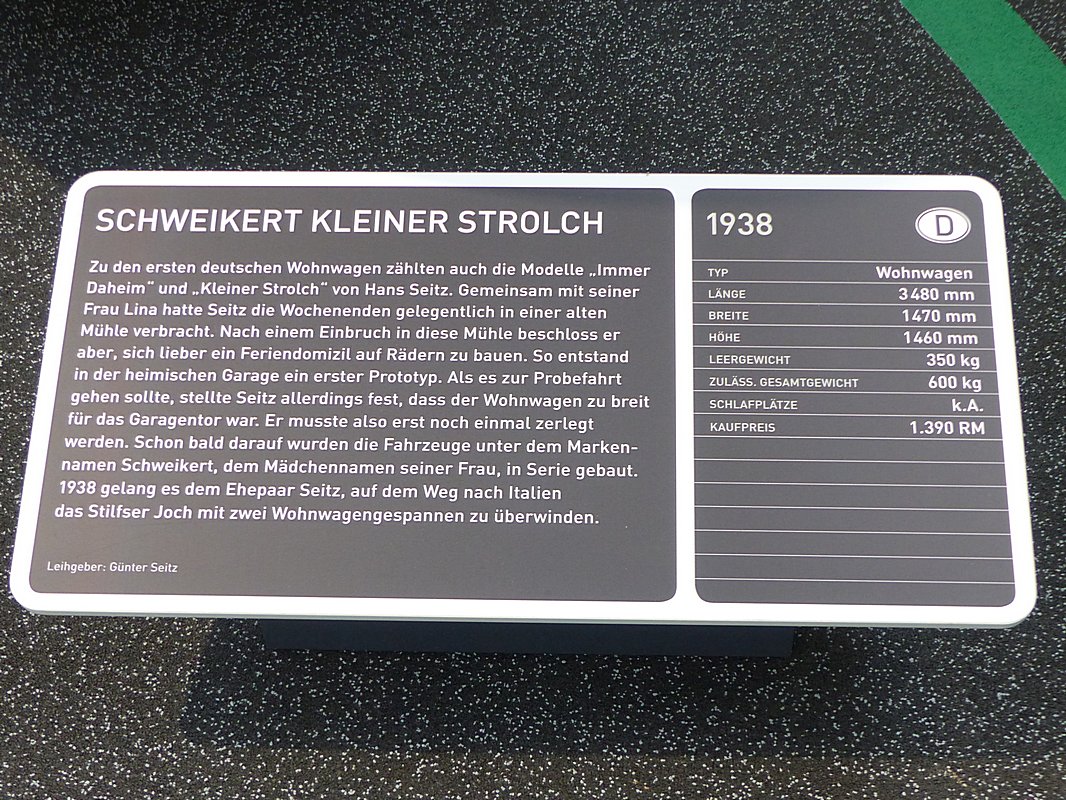 SCHWEIKERT KLEINER STROLCH
Zu den ersten deutschen Wohnwagen zählten auch die Modelle „Immer
Daheim“ und „Kleiner Strolch“ von Hans Seitz. Gemeinsam mit seiner
Frau Lina hatte Seitz die Wochenenden gelegentlich in einer alten
Mühle verbracht. Nach einem Einbruch in diese Mühle beschloss er
aber, sich lieber ein Feriendomizil auf Rädern zu bauen. So entstand
in der heimischen Garage ein erster Prototyp. Als es zur Probefahrt
gehen sollte, stellte Seitz allerdings fest, dass der Wohnwagen zu breit
für das Garagentor war. Er musste also erst noch einmal zerlegt
werden. Schon bald darauf wurden die Fahrzeuge unter dem Marken-
namen Schweikert, dem Mädchennamen seiner Frau, in Serie gebaut.
1938 gelang es dem Ehepaar Seitz, auf dem Weg nach Italien
das Stilfser Joch mit zwei Wohnwagengespannen zu überwinden.
Leihgeber: Günter Seitz
1938 D
TYP Wohnwagen
LÄNGE 3480 mm
BREITE 1470 mm
HÖHE 1460 mm
LEERGEWICHT 350 kg
ZULÄSS. GESAMTGEWICHT 600 kg
SCHLAFPLÄTZE k.A.
KAUFPREIS 1.390 RM